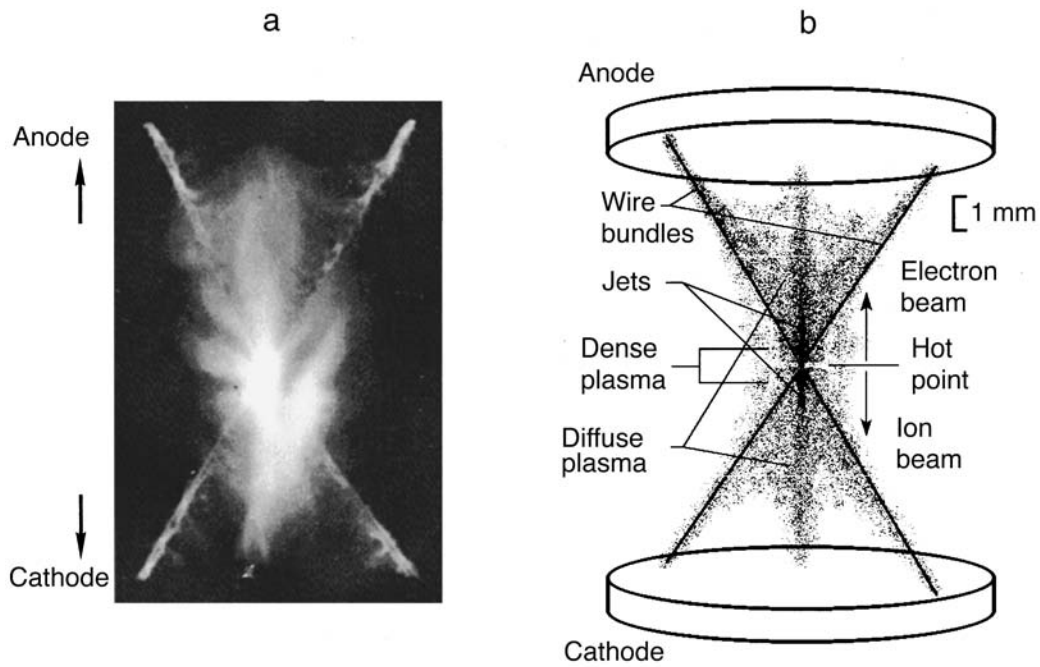 a
Anode
Cathode
b
Anode
Wire
bundles
1 mm
Jets
Electron
beam
Dense
plasma
Hot
point
Diffuse
plasma
Ion
beam
Cathode